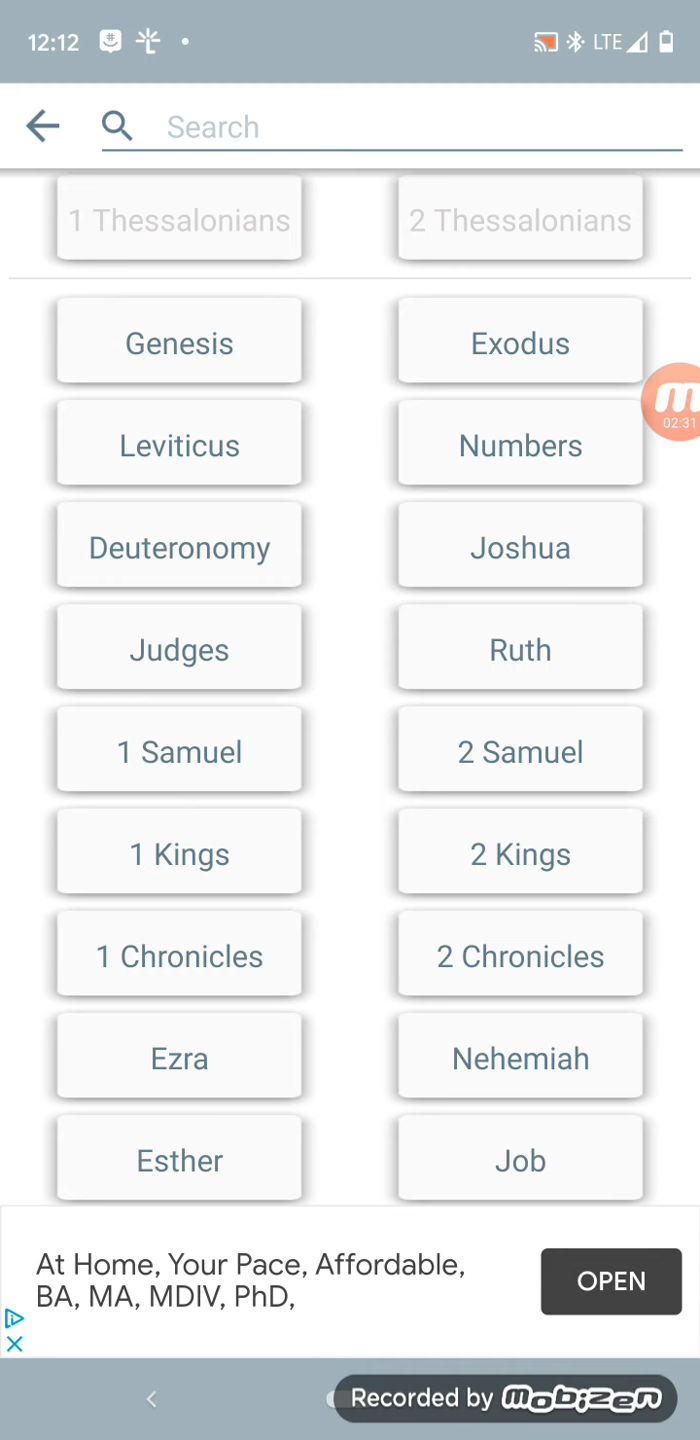 12:12 LTE
Search
1 Thessalonians 2 Thessalonians
Genesis Exodus
Leviticus Numbers
Deuteronomy Joshua
Judges Ruth
1 Samuel 2 Samuel
1 Kings 2 Kings
1 Chronicles 2 Chronicles
Ezra Nehemiah
Esther Job
02:31
At Home, Your Pace, Affordable,
BA, MA, MDIV, PhD,
OPEN
Recorded by mobizen